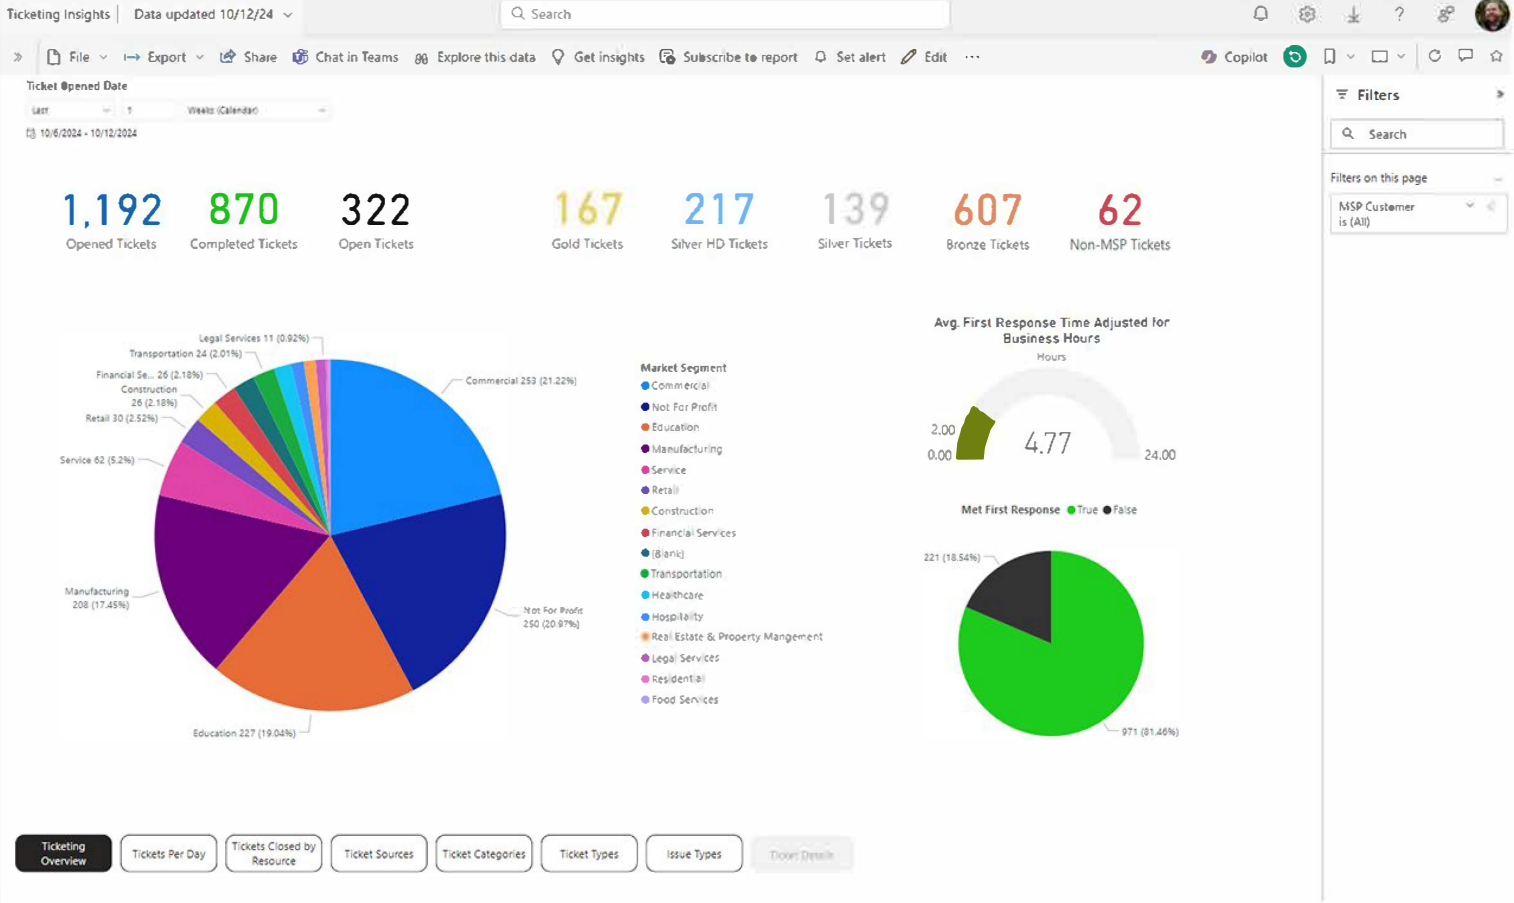 Ticketing Insights
Data updated 10/12/24
Search
File
Export
Share
Chat in Teams
Explore this data
Get insights
Subscribe to report
Set alert
Edit
Copilot
Ticket Opened Date
Last
1
Weeks (Calendar)
10/6/2024 - 10/12/2024
Filters
Search
Filters on this page
MSP Customer
is (All)
1,192
Opened Tickets
870
Completed Tickets
322
Open Tickets
167
Gold Tickets
217
Silver HD Tickets
139
Silver Tickets
607
Bronze Tickets
62
Non-MSP Tickets
Legal Services 11 (0.92%)
Transportation 24 (2.01%)
Financial Se... 26 (2.18%)
Construction
26 (2.18%)
Retail 30 (2.52%)
Service 62 (5.2%)
Manufacturing
208 (17.45%)
Education 227 (19.04%)
Commercial 253 (21.22%)
Not For Profit
250 (20.97%)
Market Segment
Commercial
Not For Profit
Education
Manufacturing
Service
Retail
Construction
Financial Services
(Blank)
Transportation
Healthcare
Hospitality
Real Estate & Property Mangement
Legal Services
Residential
Food Services
Avg. First Response Time Adjusted for
Business Hours
Hours
2.00
0.00
4.77
24.00
Met First Response
True
False
221 (18.54%)
971 (81.46%)
Ticketing
Overview
Tickets Per Day
Tickets Closed by
Resource
Ticket Sources
Ticket Categories
Ticket Types
Issue Types
Ticket Details